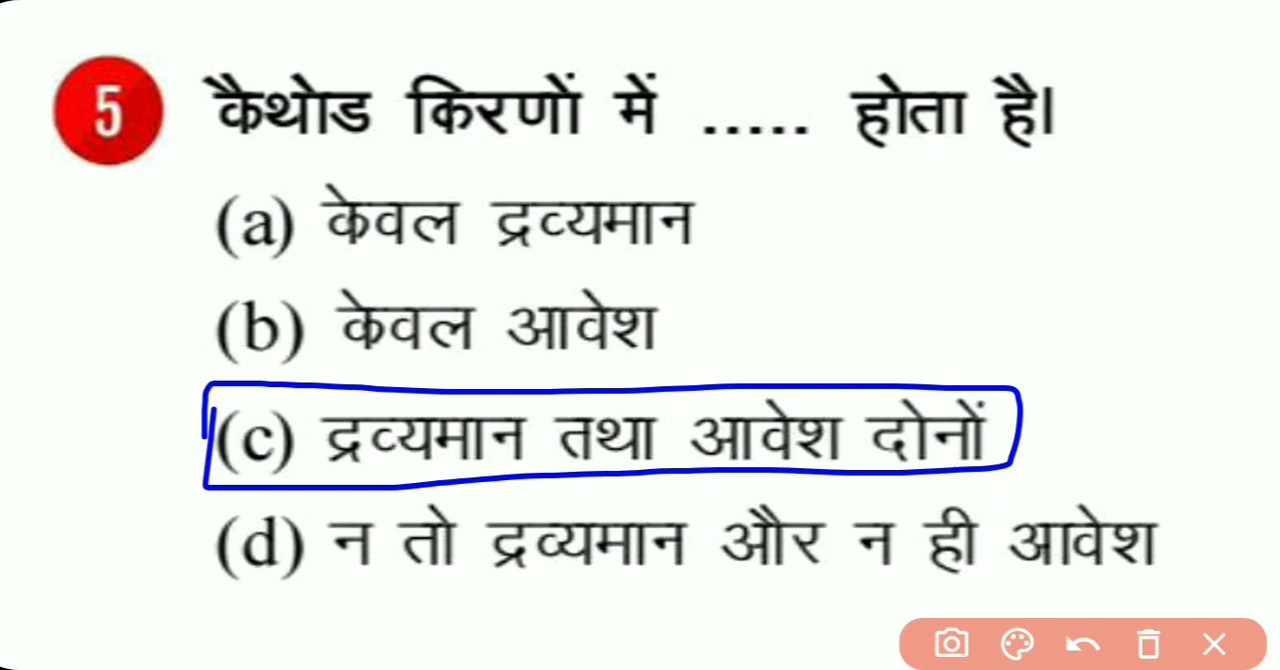 5 कैथोड किरणों में ..... होता है।
(a) केवल द्रव्यमान
(b) केवल आवेश
(c) द्रव्यमान तथा आवेश दोनों
(d) न तो द्रव्यमान और न ही आवेश